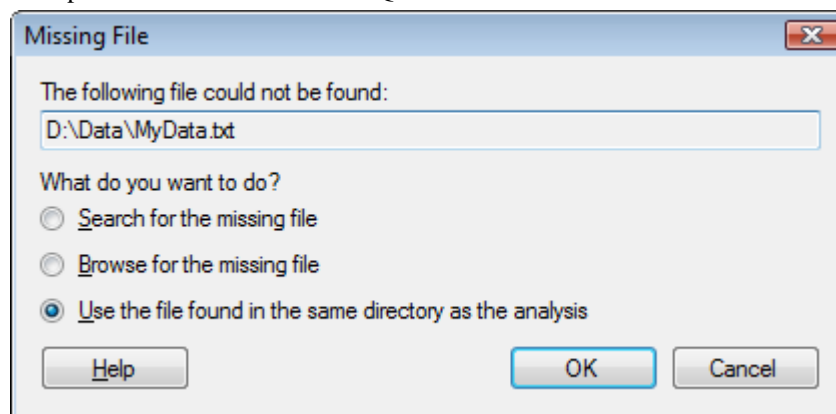 Missing File
The following file could not be found:
D:\Data\MyData.txt
What do you want to do?
Search for the missing file
Browse for the missing file
Use the file found in the same directory as the analysis
Help OK Cancel